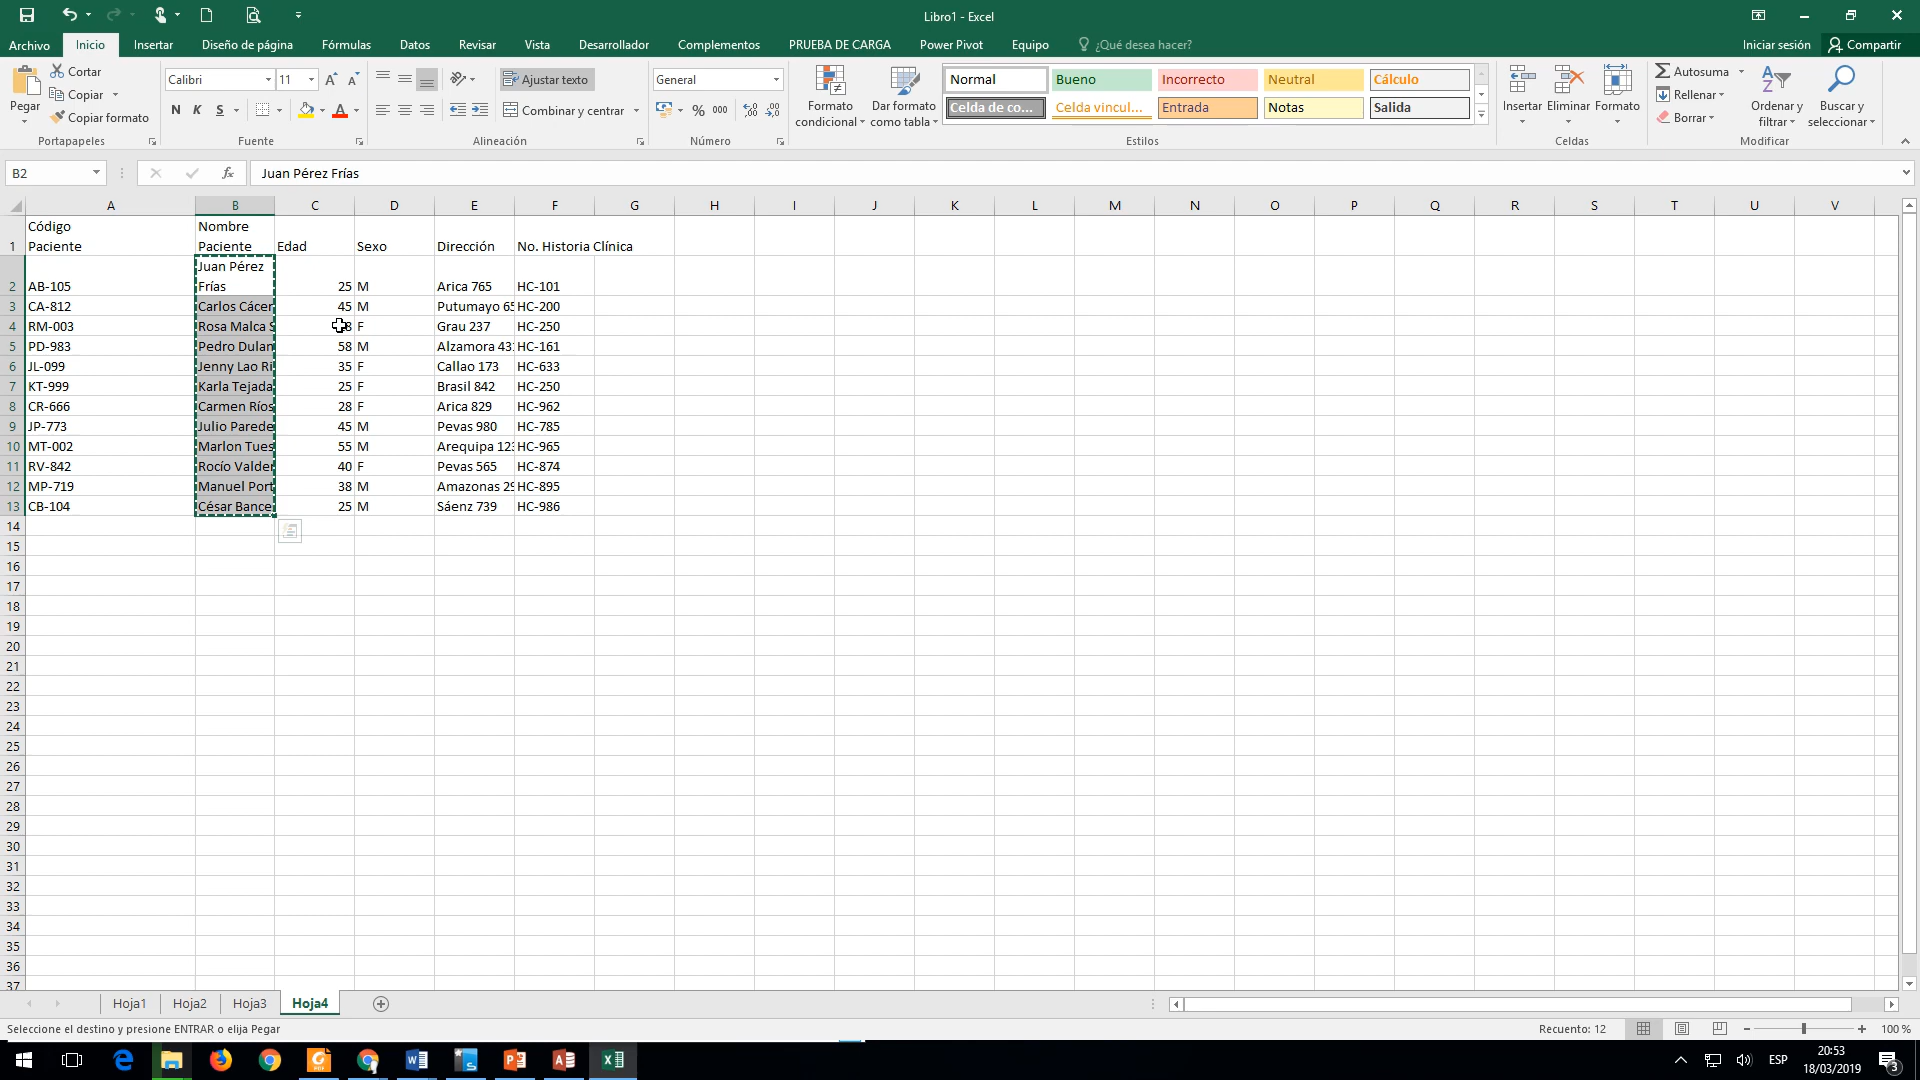 Libro1 - Excel
Archivo Inicio Insertar Diseño de página Fórmulas Datos Revisar Vista Desarrollador Complementos PRUEBA DE CARGA Power Pivot Equipo ¿Qué desea hacer? Iniciar sesión Compartir
Pegar
Cortar
Copiar
Copiar formato
Portapapeles
Calibri 11
N K S
Fuente
Ajustar texto
Combinar y centrar
Alineación
General
% 000
Número
Formato condicional
Dar formato como tabla
Normal Bueno Incorrecto Neutral Cálculo
Celda de co... Celda vincul... Entrada Notas Salida
Estilos
Insertar Eliminar Formato
Celdas
Autosuma
Rellenar
Borrar
Ordenar y filtrar
Buscar y seleccionar
Modificar
B2 fx Juan Pérez Frías
A B C D E F G H I J K L M N O P Q R S T U V
1 Código Paciente Nombre Paciente Edad Sexo Dirección No. Historia Clínica
2 AB-105 Juan Pérez Frías 25 M Arica 765 HC-101
3 CA-812 Carlos Cácer 45 M Putumayo 65 HC-200
4 RM-003 Rosa Malca S 8 F Grau 237 HC-250
5 PD-983 Pedro Dulan 58 M Alzamora 43 HC-161
6 JL-099 Jenny Lao Ri 35 F Callao 173 HC-633
7 KT-999 Karla Tejada 25 F Brasil 842 HC-250
8 CR-666 Carmen Ríos 28 F Arica 829 HC-962
9 JP-773 Julio Parede 45 M Pevas 980 HC-785
10 MT-002 Marlon Tues 55 M Arequipa 12 HC-965
11 RV-842 Rocío Valder 40 F Pevas 565 HC-874
12 MP-719 Manuel Port 38 M Amazonas 29 HC-895
13 CB-104 César Bance 25 M Sáenz 739 HC-986
14
15
16
17
18
19
20
21
22
23
24
25
26
27
28
29
30
31
32
33
34
35
36
37
Hoja1 Hoja2 Hoja3 Hoja4
Seleccione el destino y presione ENTRAR o elija Pegar Recuento: 12 100 %
ESP
20:53
18/03/2019
3